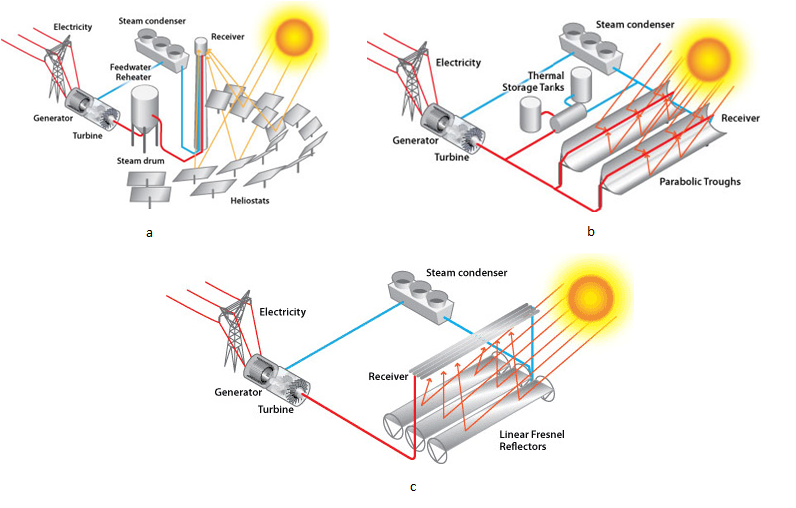 Steam condenser
Electricity
Receiver
Feedwater
Reheater
Generator
Turbine
Steam drum
Heliostats
a
Steam condenser
Electricity
Thermal
Storage Tanks
Receiver
Generator
Turbine
Parabolic Troughs
b
Steam condenser
Electricity
Receiver
Generator
Turbine
Linear Fresnel
Reflectors
c